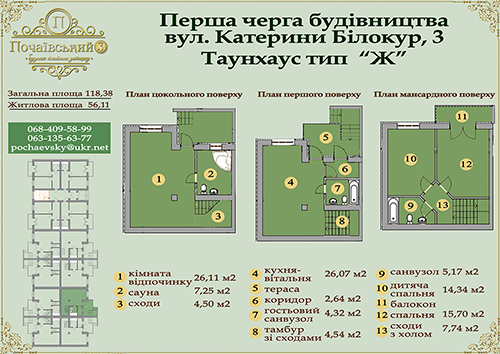 П
Почаївський
Перша черга будівництва
вул. Катерини Білокур, 3
Таунхаус тип "Ж"
Загальна площа 118,38
Житлова площа 56,11
068-409-58-99
063-135-63-77
pochaevsky@ukr.net
План цокольного поверху
План першого поверху
План мансардного поверху
1
2
3
4
5
6
7
8
9
10
11
12
13
1 кімната відпочинку 26,11 м2
2 сауна 7,25 м2
3 сходи 4,50 м2
4 кухня-вітальня 26,07 м2
5 тераса
6 коридор 2,64 м2
7 гостьовий санвузол 4,32 м2
8 тамбур зі сходами 4,54 м2
9 санвузол 5,17 м2
10 дитяча спальня 14,34 м2
11 балокон
12 спальня 15,70 м2
13 сходи з холом 7,74 м2